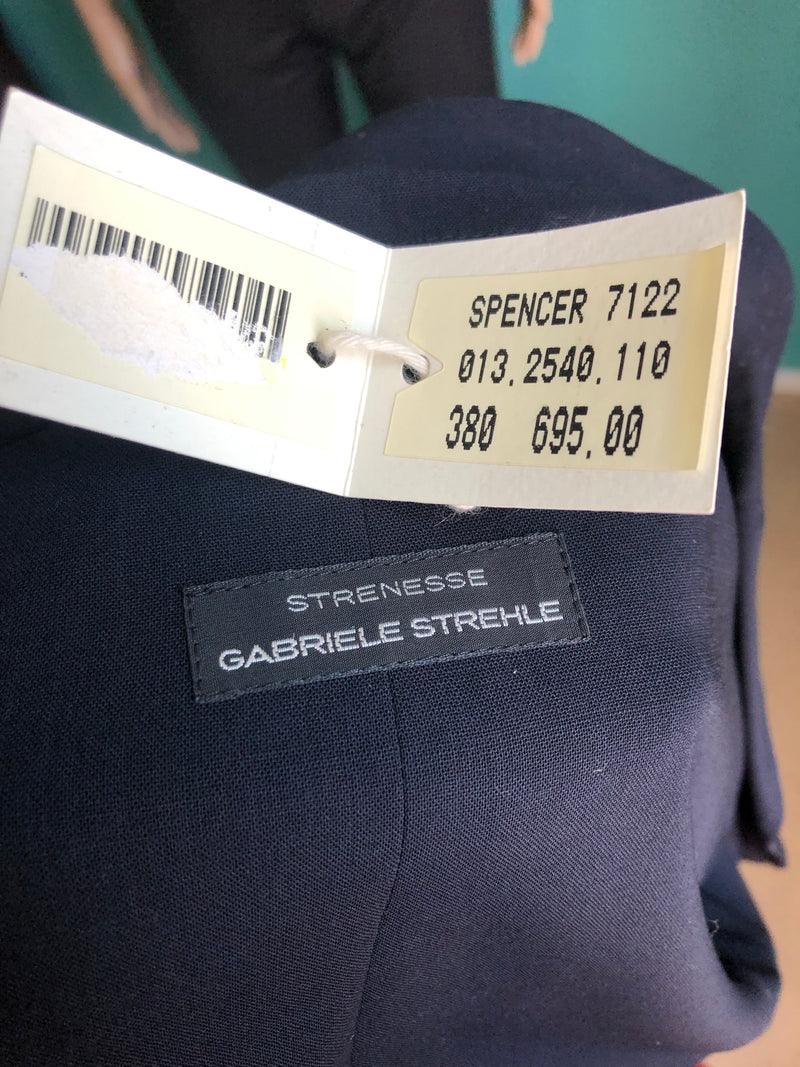 SPENCER 7122
013.2540.110
380 695.00
STRENESSE
GABRIELE STREHLE